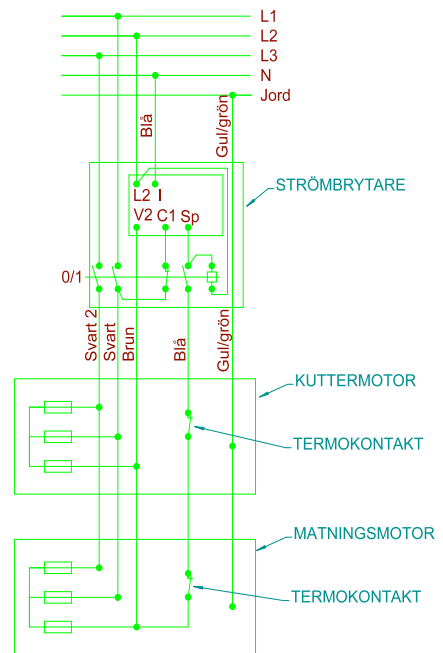 L1
L2
L3
N
Jord
Blå
Gul/grön
STRÖMBRYTARE
L2 I
V2 C1 Sp
0/1
Svart 2
Svart
Brun
Blå
Gul/grön
KUTTERMOTOR
TERMOKONTAKT
MATNINGSMOTOR
TERMOKONTAKT